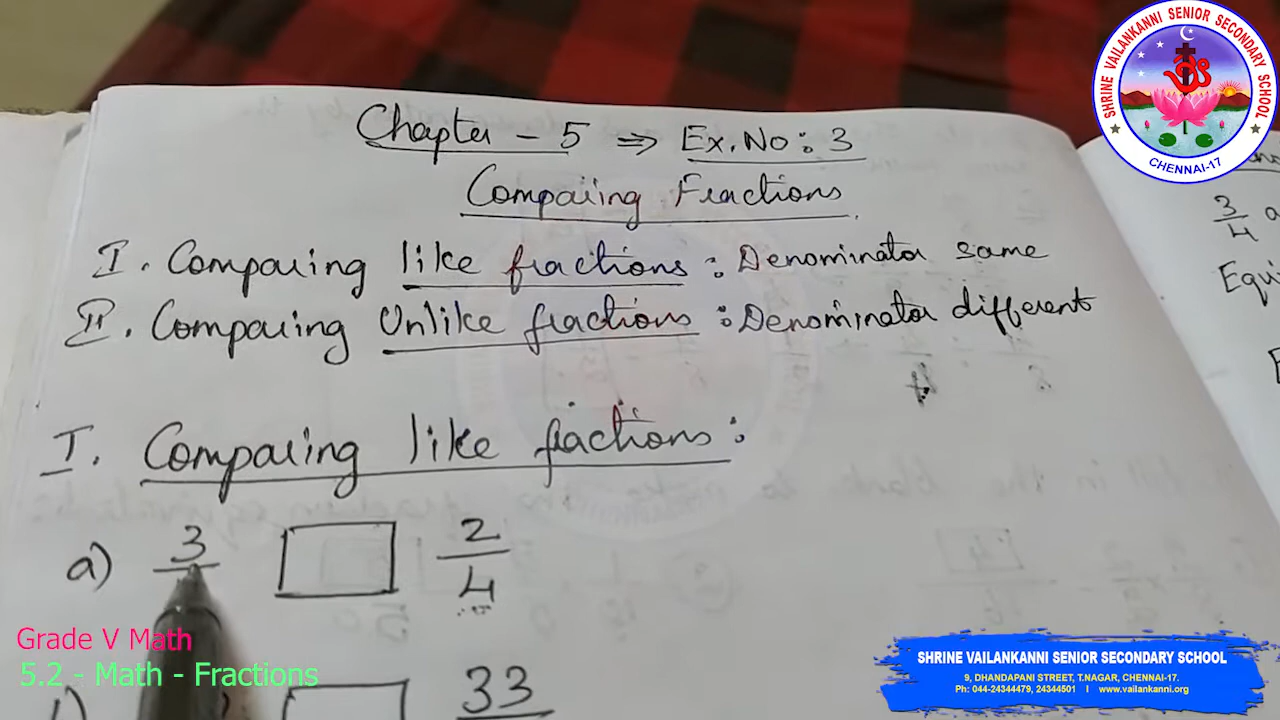 Chapter - 5 ⇒ Ex.No: 3
Comparing Fractions
I. Comparing like fractions : Denominator same
II. Comparing Unlike fractions : Denominator different
I. Comparing like fractions :
a) 3 □ 2/4
33
3/4
Equi
SHRINE VAILANKANNI SENIOR SECONDARY SCHOOL
CHENNAI-17
Grade V Math
5.2 - Math - Fractions
SHRINE VAILANKANNI SENIOR SECONDARY SCHOOL
9, DHANDAPANI STREET, T.NAGAR, CHENNAI-17.
Ph: 044-24344479, 24344501 I www.vailankanni.org